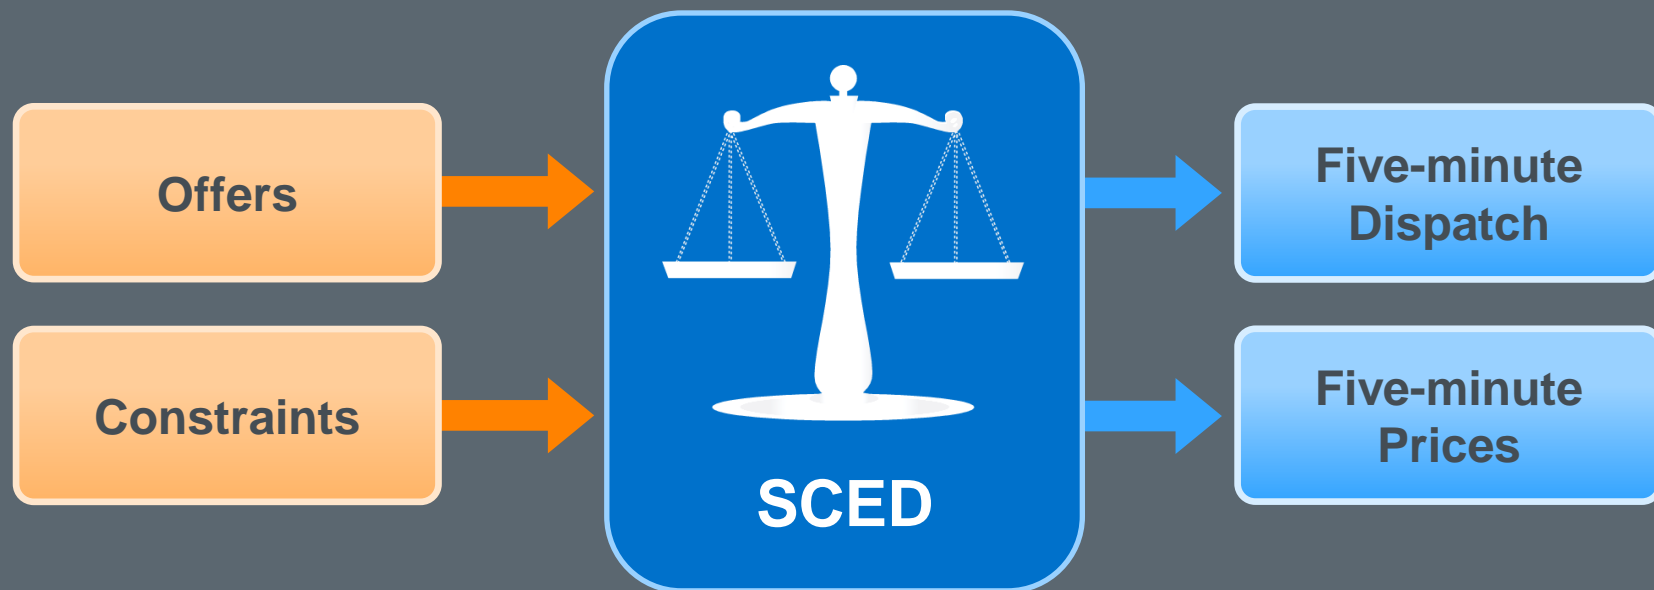 Offers
Constraints
SCED
Five-minute
Dispatch
Five-minute
Prices